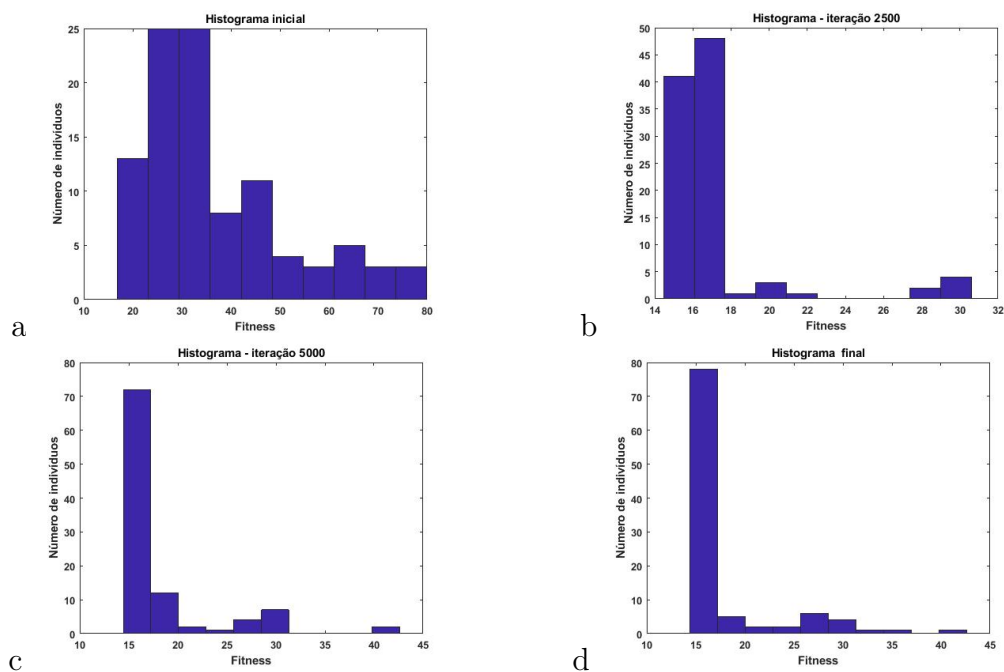 Histograma inicial
25
20
15
10
5
0
Número de indivíduos
10 20 30 40 50 60 70 80
Fitness
a
Histograma - iteração 2500
50
45
40
35
30
25
20
15
10
5
0
Número de indivíduos
14 16 18 20 22 24 26 28 30 32
Fitness
b
Histograma - iteração 5000
80
70
60
50
40
30
20
10
0
Número de indivíduos
10 15 20 25 30 35 40 45
Fitness
c
Histograma final
80
70
60
50
40
30
20
10
0
Número de indivíduos
10 15 20 25 30 35 40 45
Fitness
d